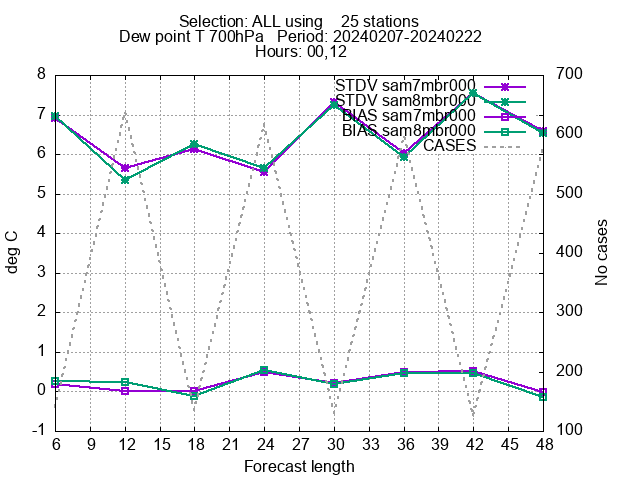 Selection: ALL using    25 stations
Dew point T 700hPa   Period: 20240207-20240222
Hours: 00,12
STDV sam7mbr000
STDV sam8mbr000
BIAS sam7mbr000
BIAS sam8mbr000
CASES
8
7
6
5
4
3
2
1
0
-1
deg C
700
600
500
400
300
200
100
No cases
6 9 12 15 18 21 24 27 30 33 36 39 42 45 48
Forecast length